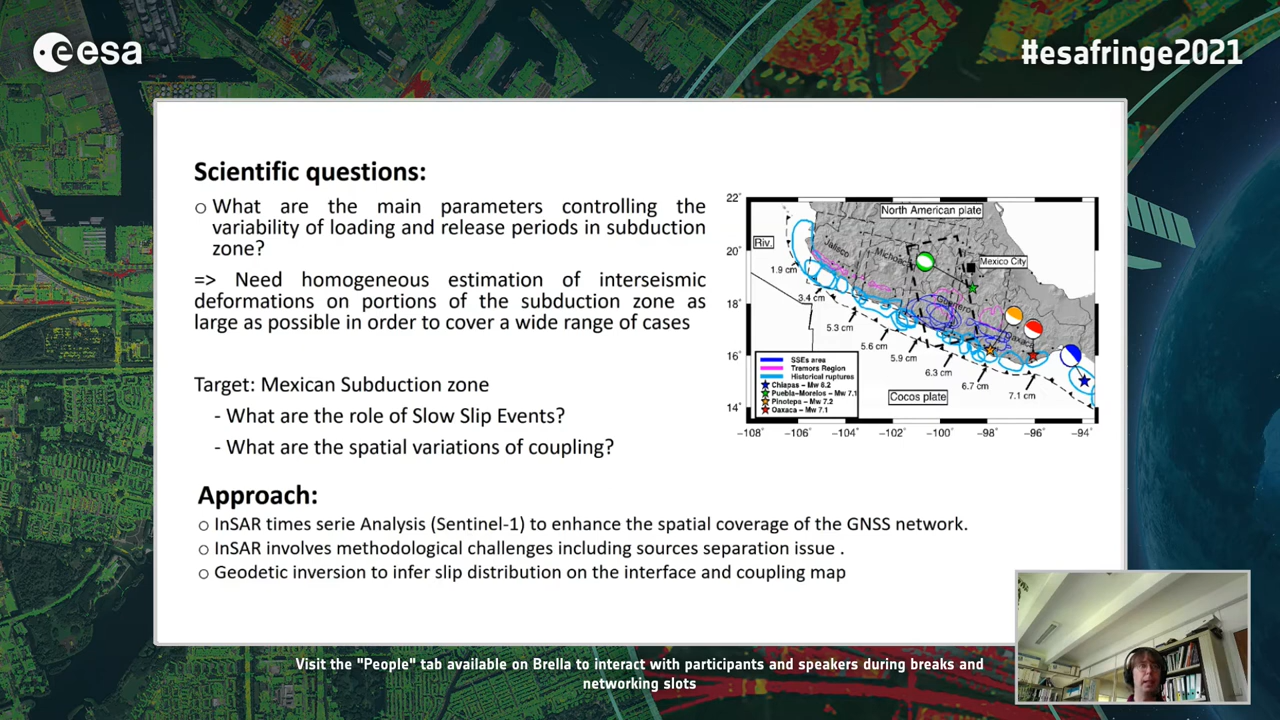 esa
#esafringe2021
Scientific questions:
○ What are the main parameters controlling the
variability of loading and release periods in subduction
zone?
=> Need homogeneous estimation of interseismic
deformations on portions of the subduction zone as
large as possible in order to cover a wide range of cases
Target: Mexican Subduction zone
- What are the role of Slow Slip Events?
- What are the spatial variations of coupling?
22°
20°
18°
16°
14°
North American plate
Riv.
Jalisco
Mexico City
1.9 cm
3.4 cm
5.3 cm
5.6 cm
5.9 cm
6.3 cm
6.7 cm
7.1 cm
Cocos plate
SSEs area
Tremors Region
Historical ruptures
Chiapas – Mw 8.2
Puebla-Morelos – Mw 7.1
Pinotepa – Mw 7.2
Oaxaca – Mw 7.1
−108° −106° −104° −102° −100° −98° −96° −94°
Approach:
○ InSAR times serie Analysis (Sentinel-1) to enhance the spatial coverage of the GNSS network.
○ InSAR involves methodological challenges including sources separation issue .
○ Geodetic inversion to infer slip distribution on the interface and coupling map
Visit the "People" tab available on Brella to interact with participants and speakers during breaks and
networking slots